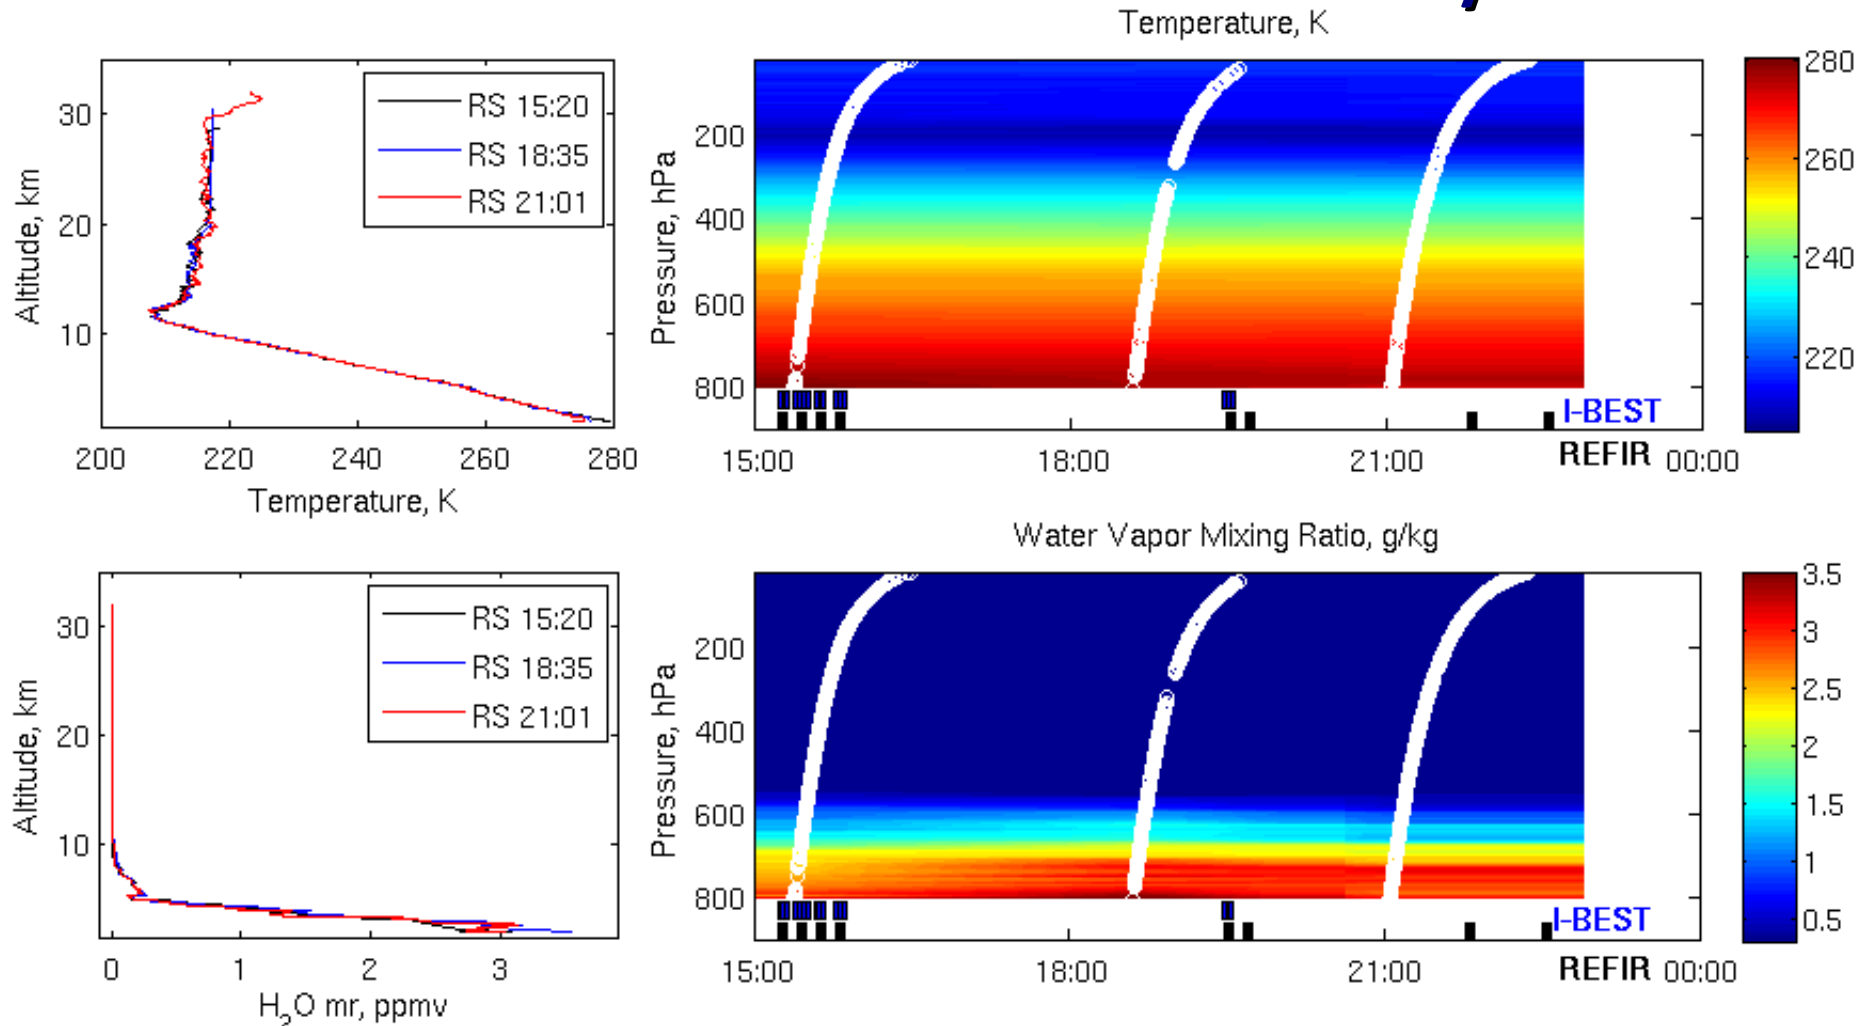 Temperature, K
RS 15:20
RS 18:35
RS 21:01
30
20
10
Altitude, km
200 220 240 260 280
Temperature, K
200
400
600
800
Pressure, hPa
I-BEST
REFIR
15:00 18:00 21:00 00:00
280
260
240
220
Water Vapor Mixing Ratio, g/kg
RS 15:20
RS 18:35
RS 21:01
30
20
10
Altitude, km
0 1 2 3
H₂O mr, ppmv
200
400
600
800
Pressure, hPa
I-BEST
REFIR
15:00 18:00 21:00 00:00
3.5
3
2.5
2
1.5
1
0.5